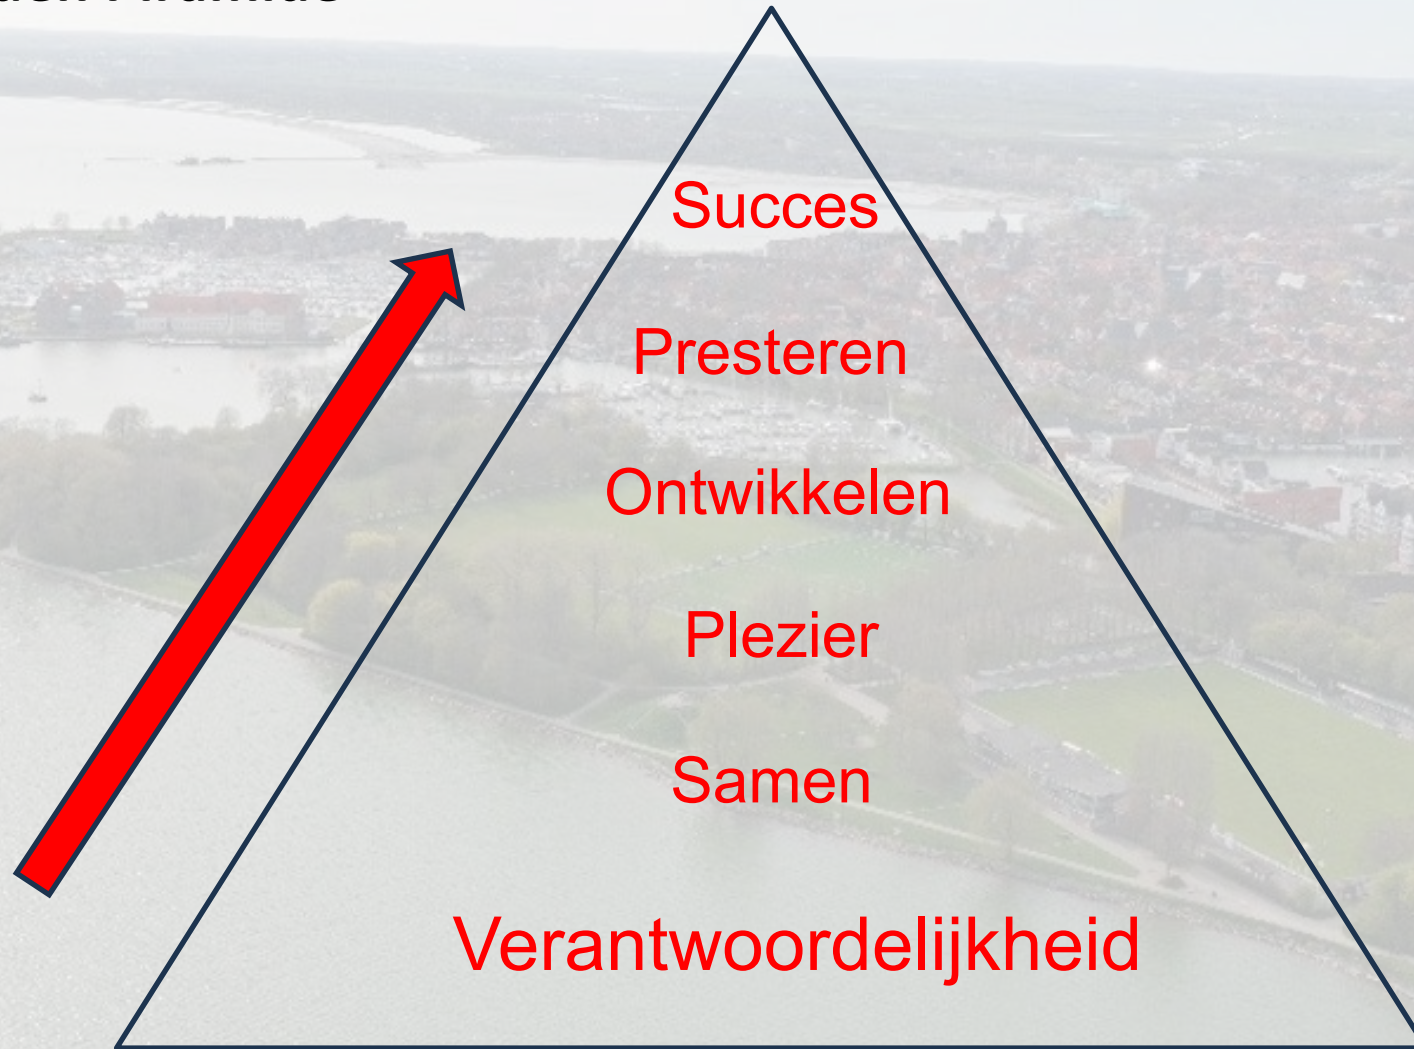 Succes
Presteren
Ontwikkelen
Plezier
Samen
Verantwoordelijkheid